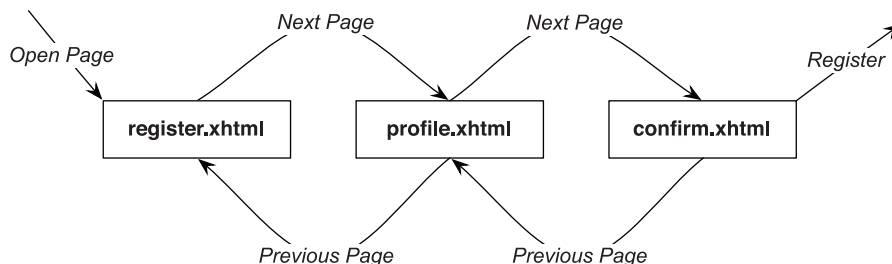 Next Page
Next Page
Open Page
Register
register.xhtml
profile.xhtml
confirm.xhtml
Previous Page
Previous Page